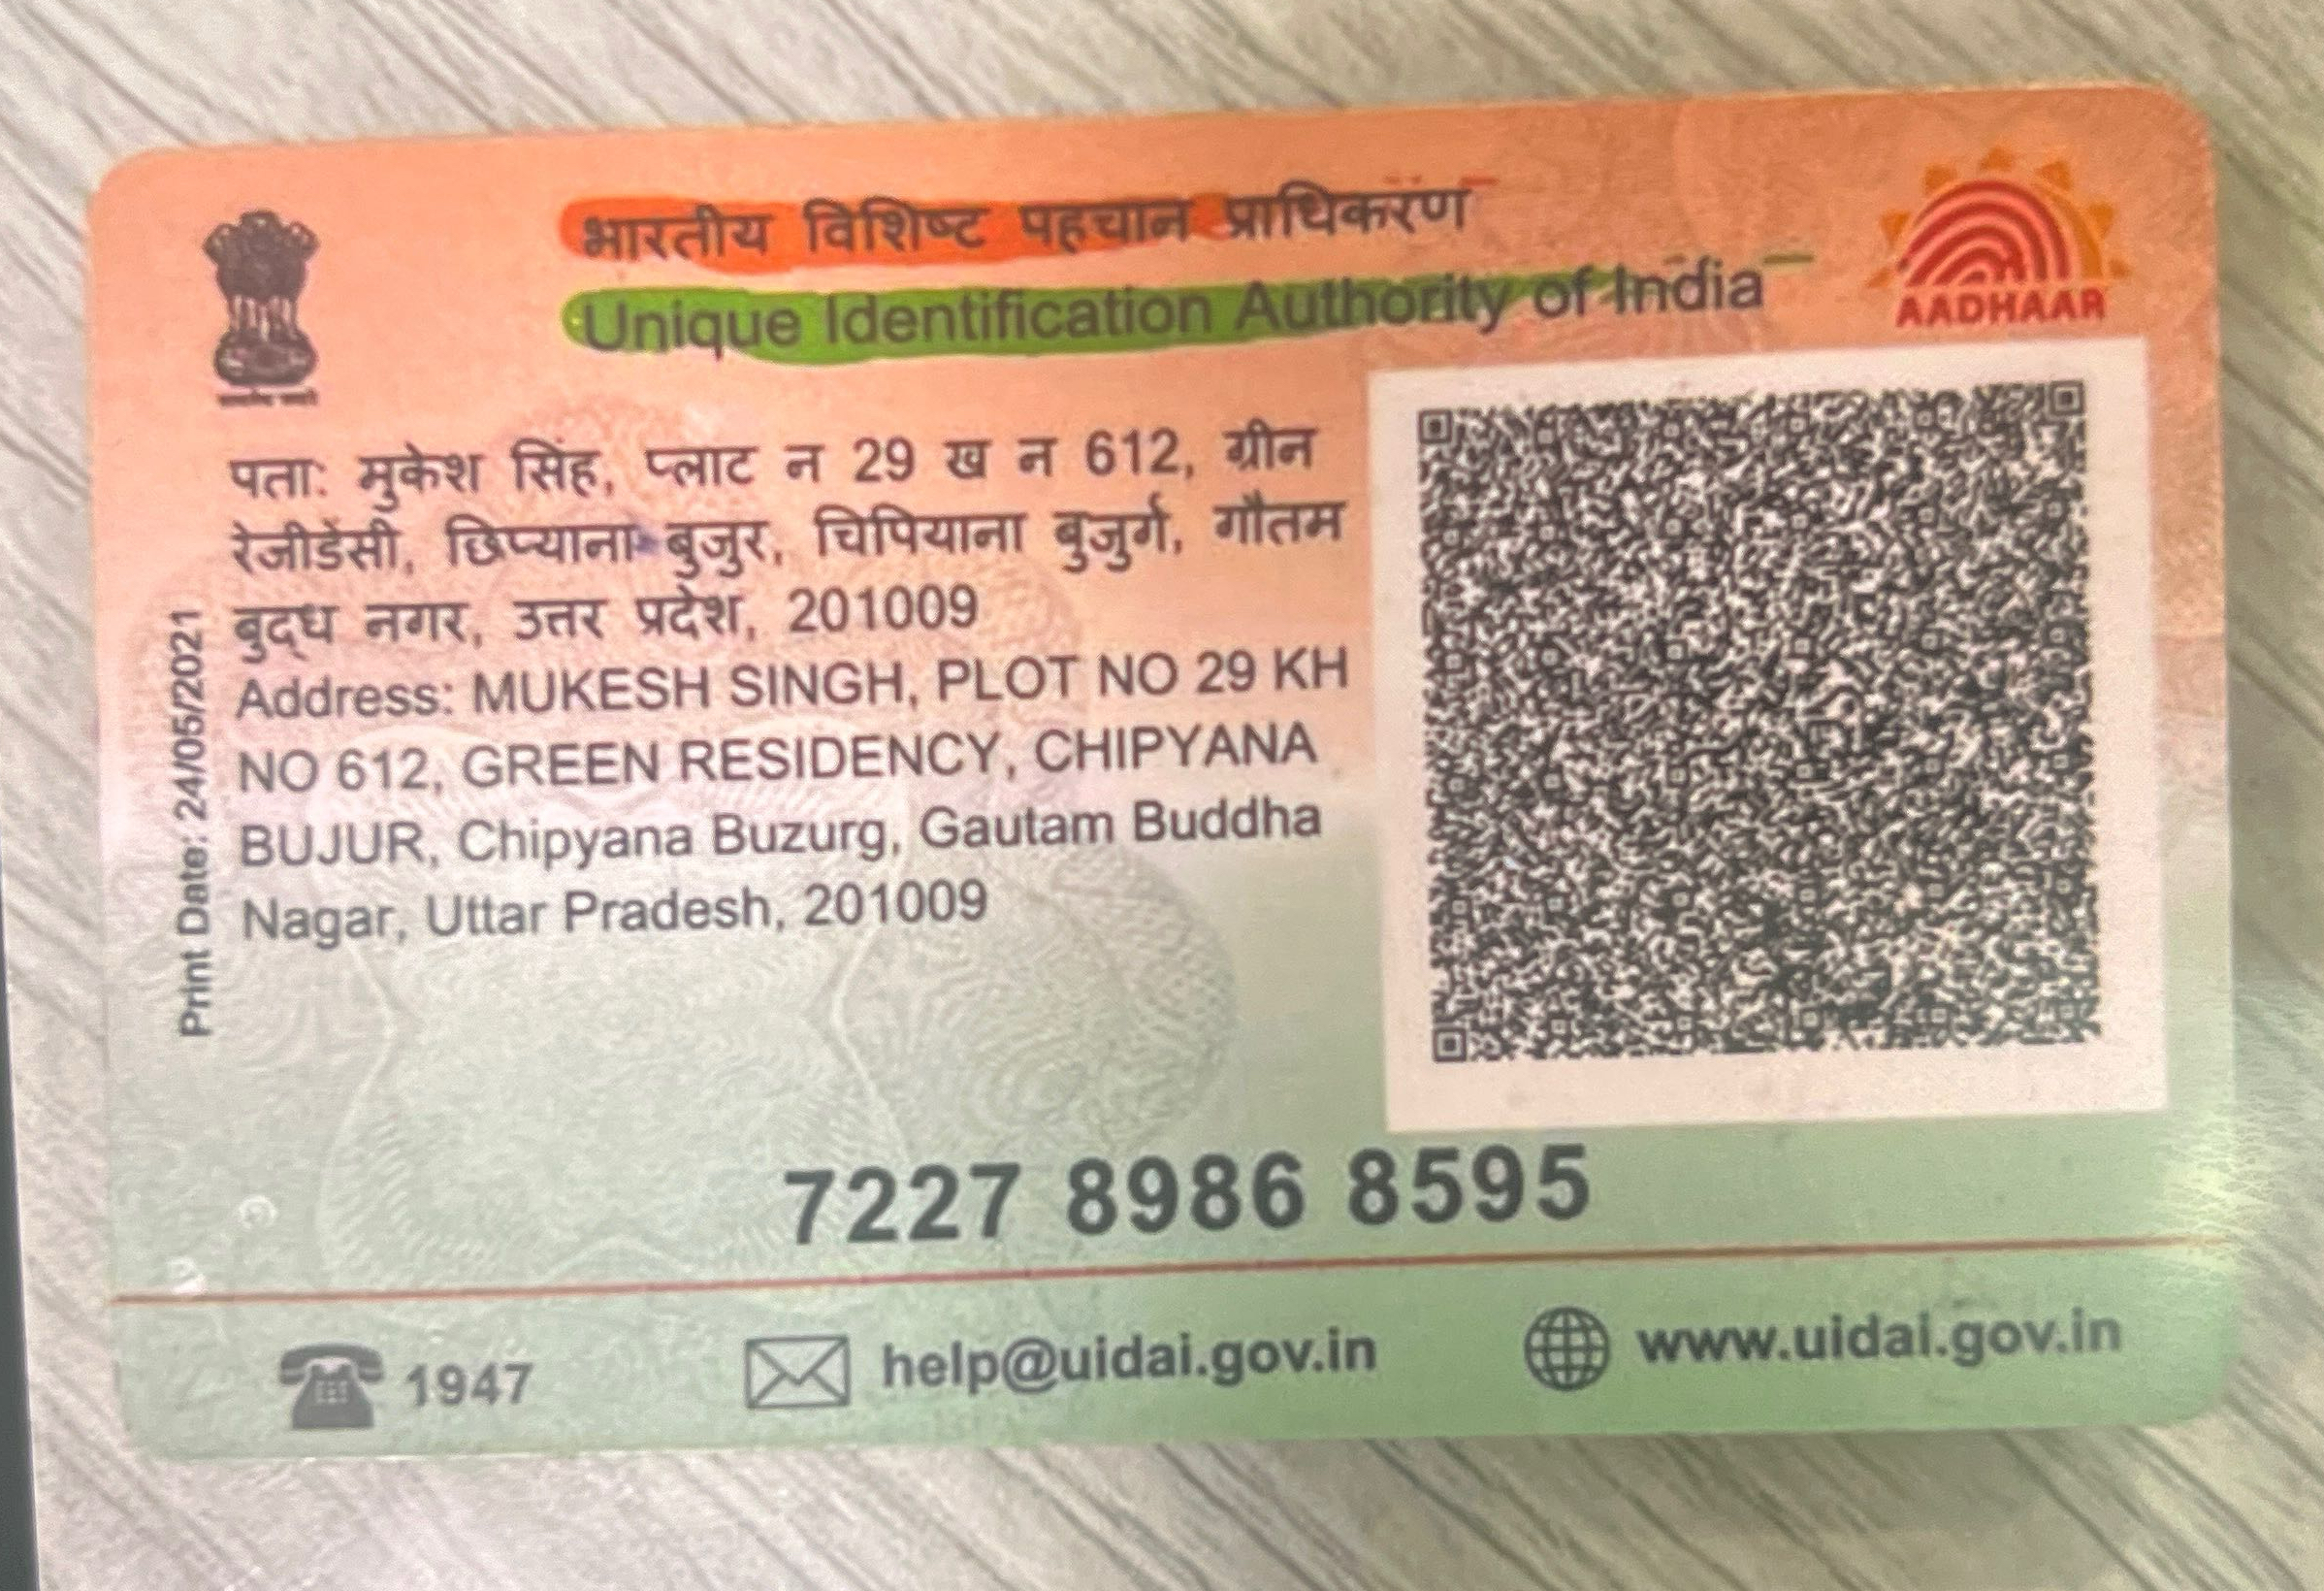 भारतीय विशिष्ट पहचान प्राधिकरण
Unique Identification Authority of India
AADHAAR
पता: मुकेश सिंह, प्लाट न 29 ख न 612, ग्रीन
रेजीडेंसी, छिप्याना बुजुर, चिपियाना बुजुर्ग, गौतम
बुद्ध नगर, उत्तर प्रदेश, 201009
Address: MUKESH SINGH, PLOT NO 29 KH
NO 612, GREEN RESIDENCY, CHIPYANA
BUJUR, Chipyana Buzurg, Gautam Buddha
Nagar, Uttar Pradesh, 201009
Print Date: 24/05/2021
7227 8986 8595
1947
help@uidai.gov.in
www.uidai.gov.in